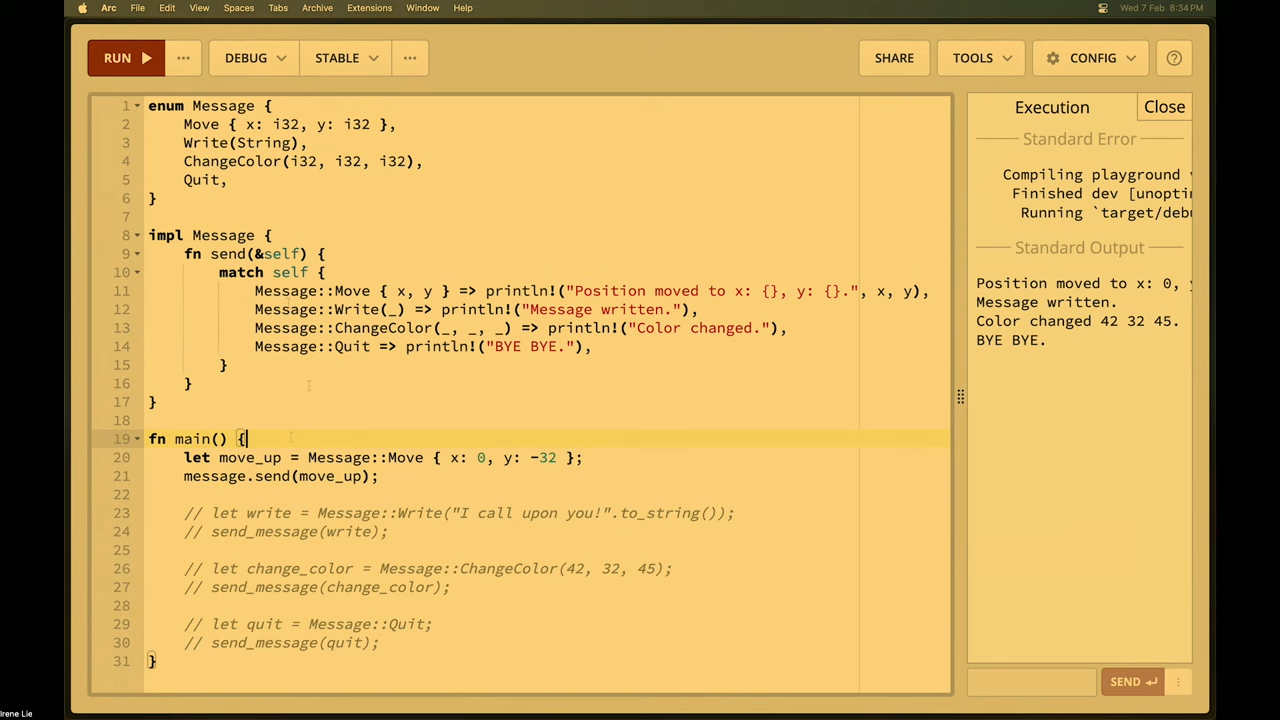 Arc File Edit View Spaces Tabs Archive Extensions Window Help Wed 7 Feb 8:34 PM
RUN ▶ ··· DEBUG STABLE ··· SHARE TOOLS CONFIG ?
1 enum Message {
2     Move { x: i32, y: i32 },
3     Write(String),
4     ChangeColor(i32, i32, i32),
5     Quit,
6 }
7
8 impl Message {
9     fn send(&self) {
10         match self {
11             Message::Move { x, y } => println!("Position moved to x: {}, y: {}.", x, y),
12             Message::Write(_) => println!("Message written."),
13             Message::ChangeColor(_, _, _) => println!("Color changed."),
14             Message::Quit => println!("BYE BYE."),
15         }
16     }
17 }
18
19 fn main() {
20     let move_up = Message::Move { x: 0, y: -32 };
21     message.send(move_up);
22
23     // let write = Message::Write("I call upon you!".to_string());
24     // send_message(write);
25
26     // let change_color = Message::ChangeColor(42, 32, 45);
27     // send_message(change_color);
28
29     // let quit = Message::Quit;
30     // send_message(quit);
31 }
Execution Close
Standard Error
Compiling playground
Finished dev [unopti
Running `target/deb
Standard Output
Position moved to x: 0,
Message written.
Color changed 42 32 45.
BYE BYE.
SEND
Irene Lie